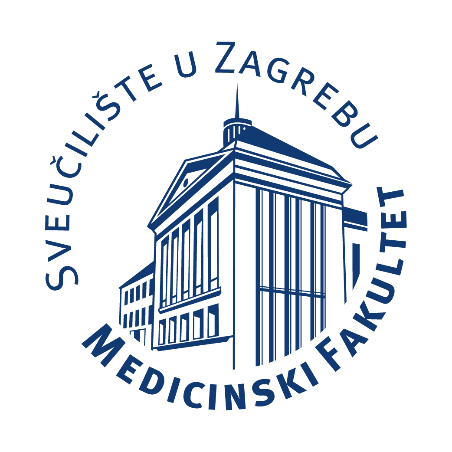 SVEUČILIŠTE U ZAGREBU
MEDICINSKI FAKULTET